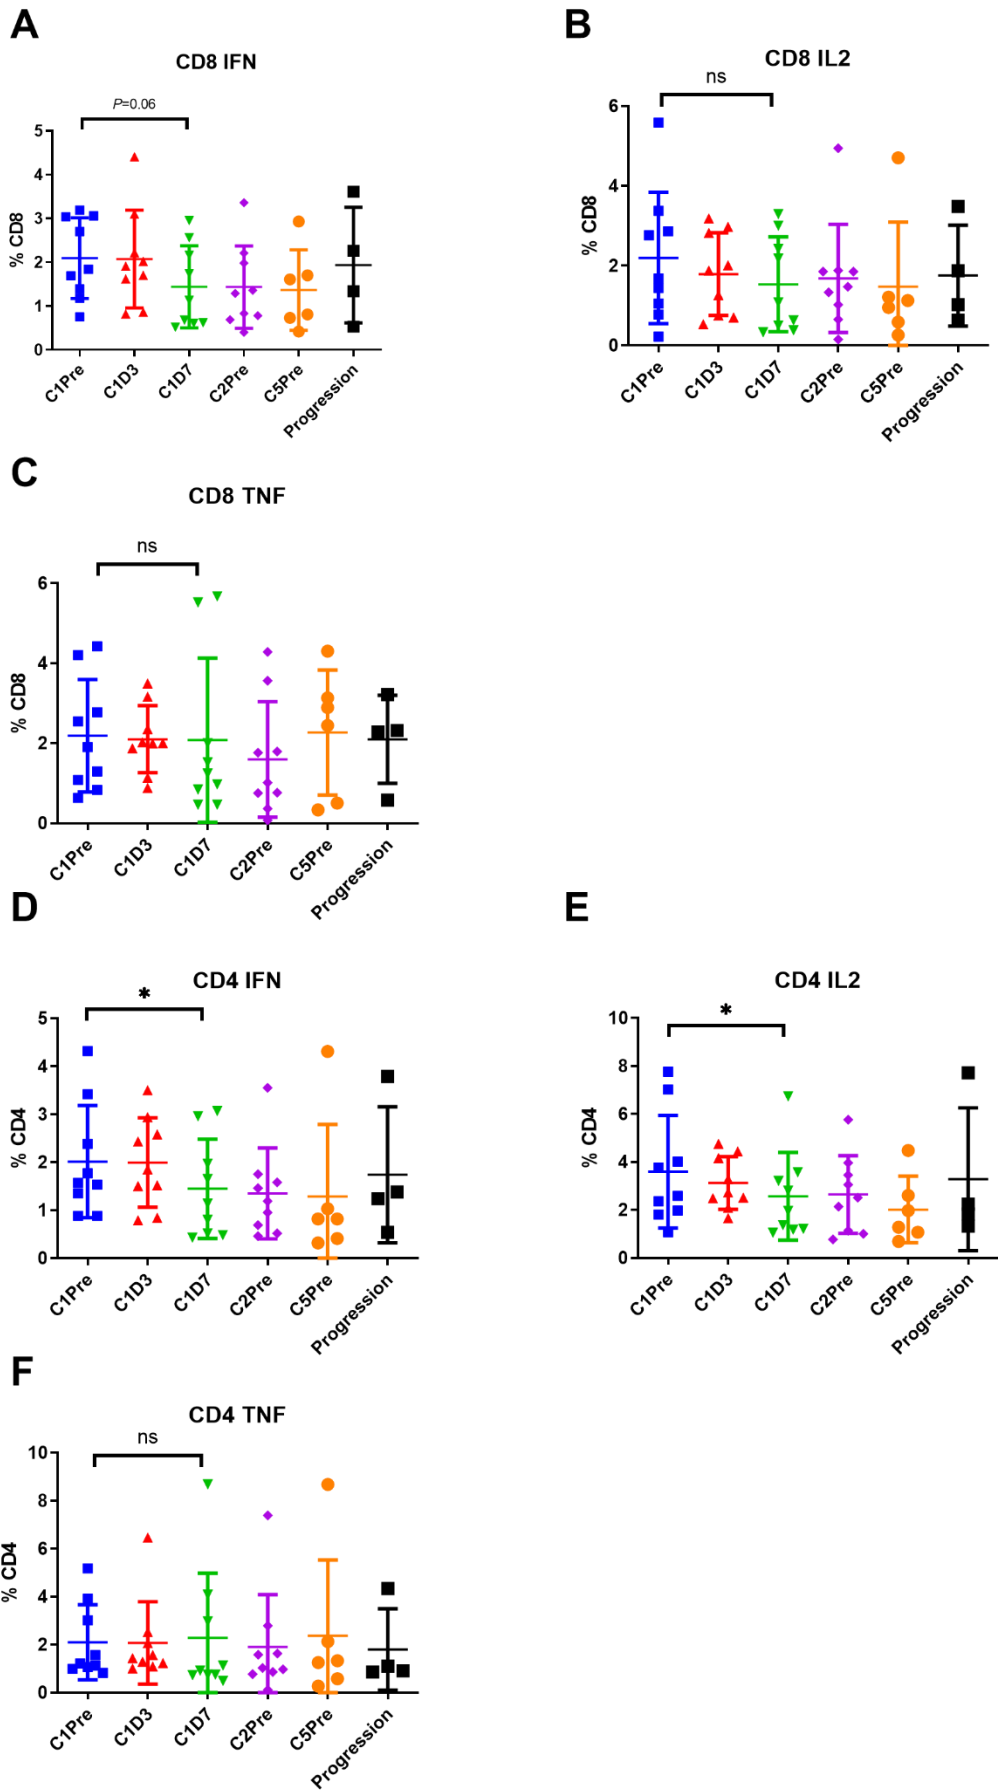 A
CD8 IFN
P=0.06
% CD8
5
4
3
2
1
0
C1Pre
C1D3
C1D7
C2Pre
C5Pre
Progression
B
CD8 IL2
ns
% CD8
6
4
2
0
C1Pre
C1D3
C1D7
C2Pre
C5Pre
Progression
C
CD8 TNF
ns
% CD8
6
4
2
0
C1Pre
C1D3
C1D7
C2Pre
C5Pre
Progression
D
CD4 IFN
*
% CD4
5
4
3
2
1
0
C1Pre
C1D3
C1D7
C2Pre
C5Pre
Progression
E
CD4 IL2
*
% CD4
10
8
6
4
2
0
C1Pre
C1D3
C1D7
C2Pre
C5Pre
Progression
F
CD4 TNF
ns
% CD4
10
8
6
4
2
0
C1Pre
C1D3
C1D7
C2Pre
C5Pre
Progression